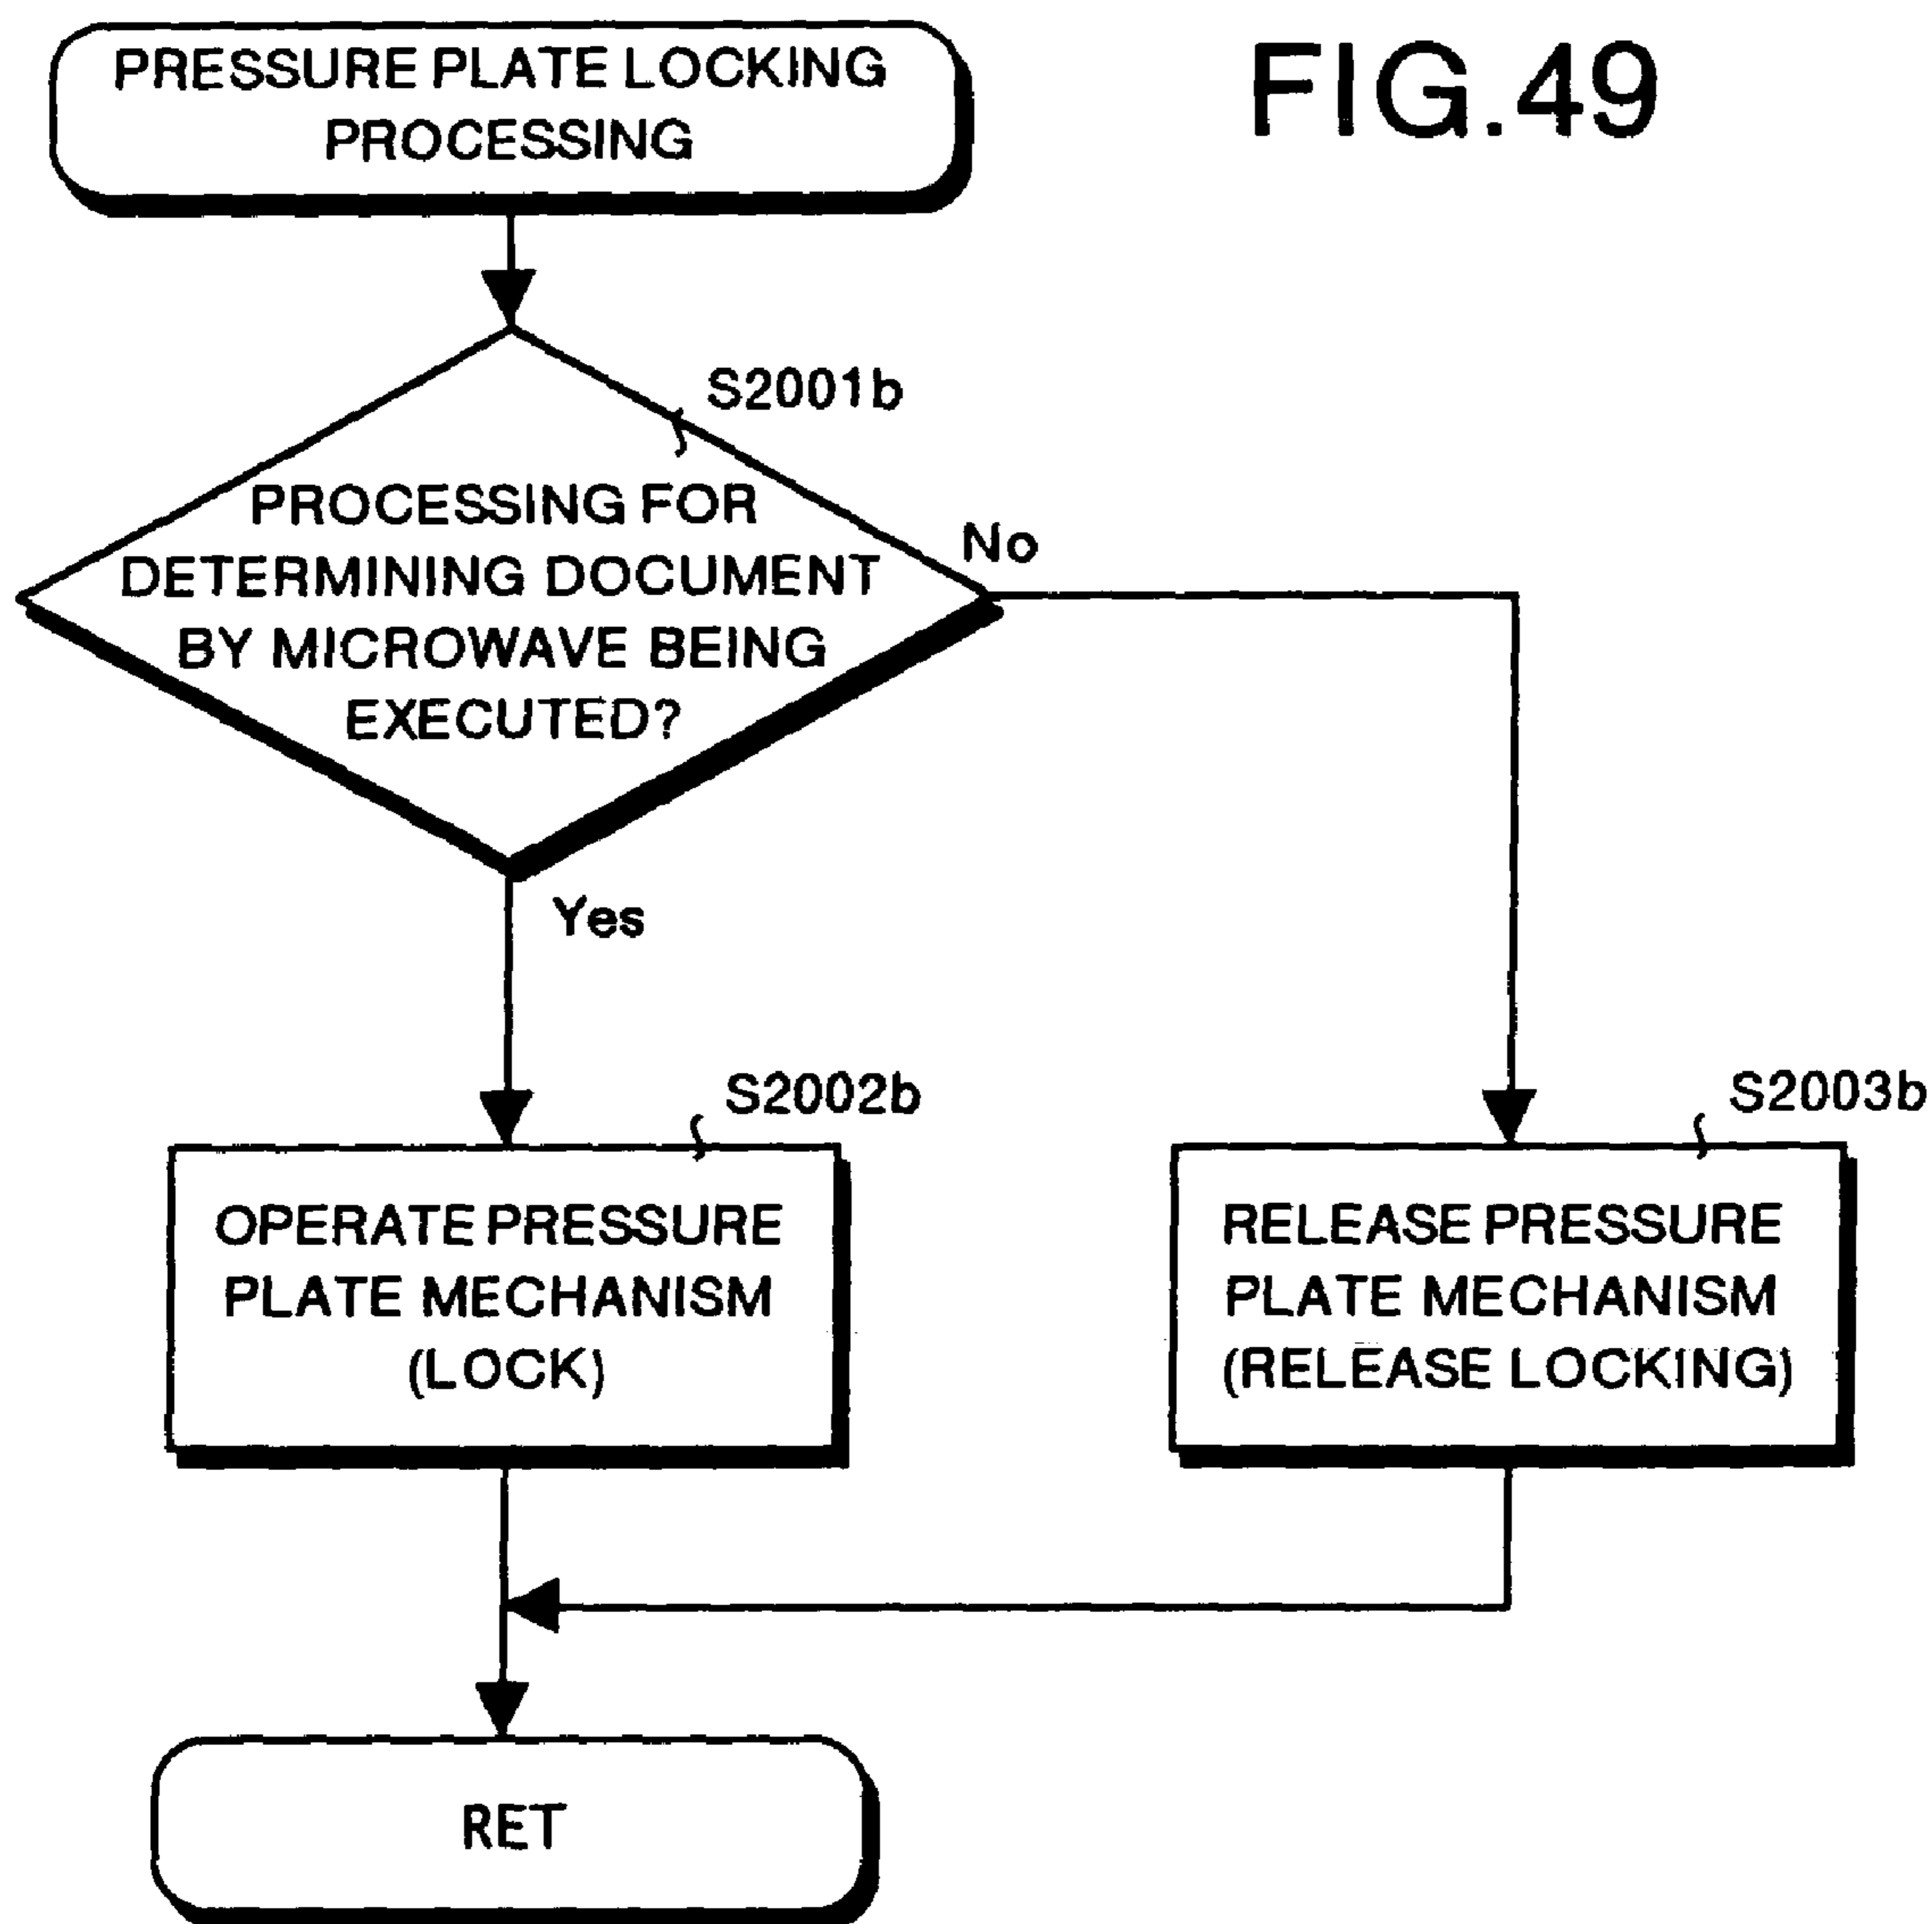 PRESSURE PLATE LOCKING
PROCESSING
FIG.49
S2001b
PROCESSING FOR
DETERMINING DOCUMENT
BY MICROWAVE BEING
EXECUTED?
No
Yes
S2002b
OPERATE PRESSURE
PLATE MECHANISM
(LOCK)
S2003b
RELEASE PRESSURE
PLATE MECHANISM
(RELEASE LOCKING)
RET